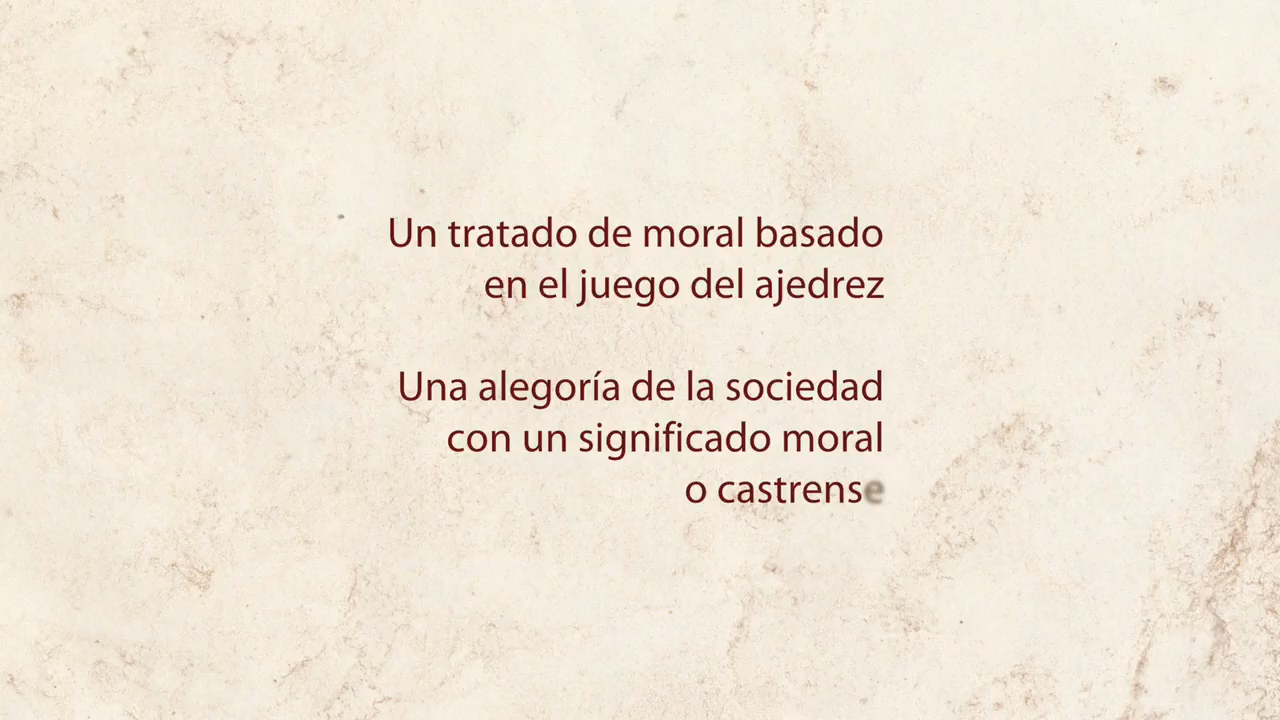 Un tratado de moral basado
en el juego del ajedrez
Una alegoría de la sociedad
con un significado moral
o castrense